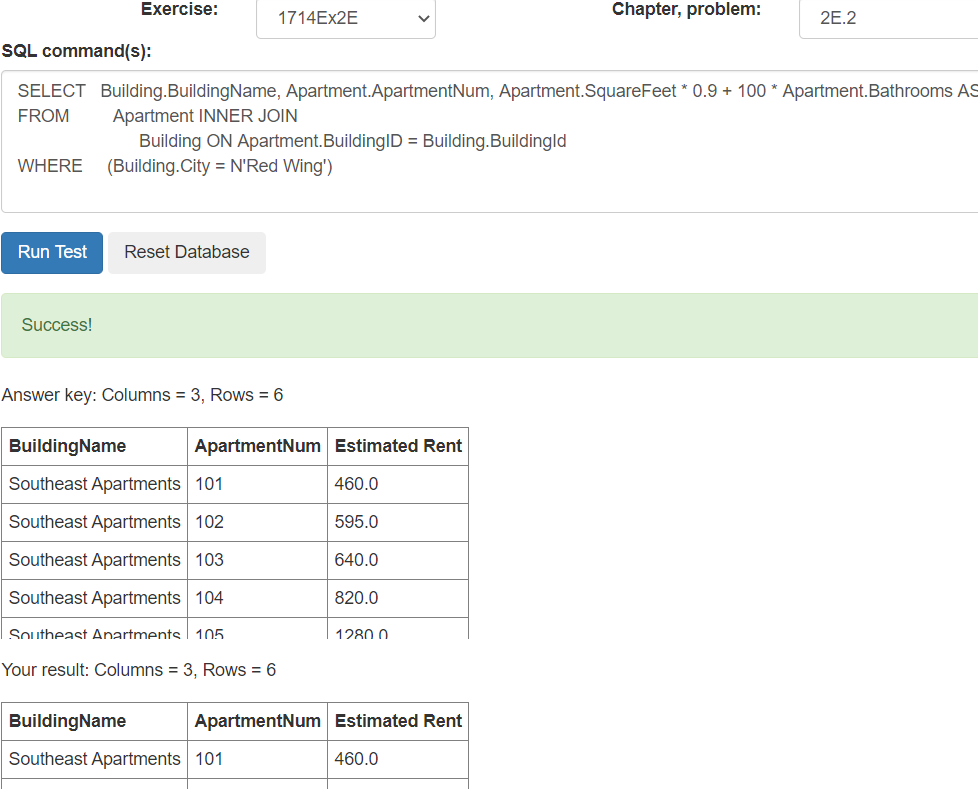 Exercise: 1714Ex2E Chapter, problem: 2E.2
SQL command(s):
SELECT Building.BuildingName, Apartment.ApartmentNum, Apartment.SquareFeet * 0.9 + 100 * Apartment.Bathrooms AS
FROM Apartment INNER JOIN
Building ON Apartment.BuildingID = Building.BuildingId
WHERE (Building.City = N'Red Wing')
Run Test Reset Database
Success!
Answer key: Columns = 3, Rows = 6
BuildingName ApartmentNum Estimated Rent
Southeast Apartments 101 460.0
Southeast Apartments 102 595.0
Southeast Apartments 103 640.0
Southeast Apartments 104 820.0
Southeast Apartments 105 1280.0
Your result: Columns = 3, Rows = 6
BuildingName ApartmentNum Estimated Rent
Southeast Apartments 101 460.0